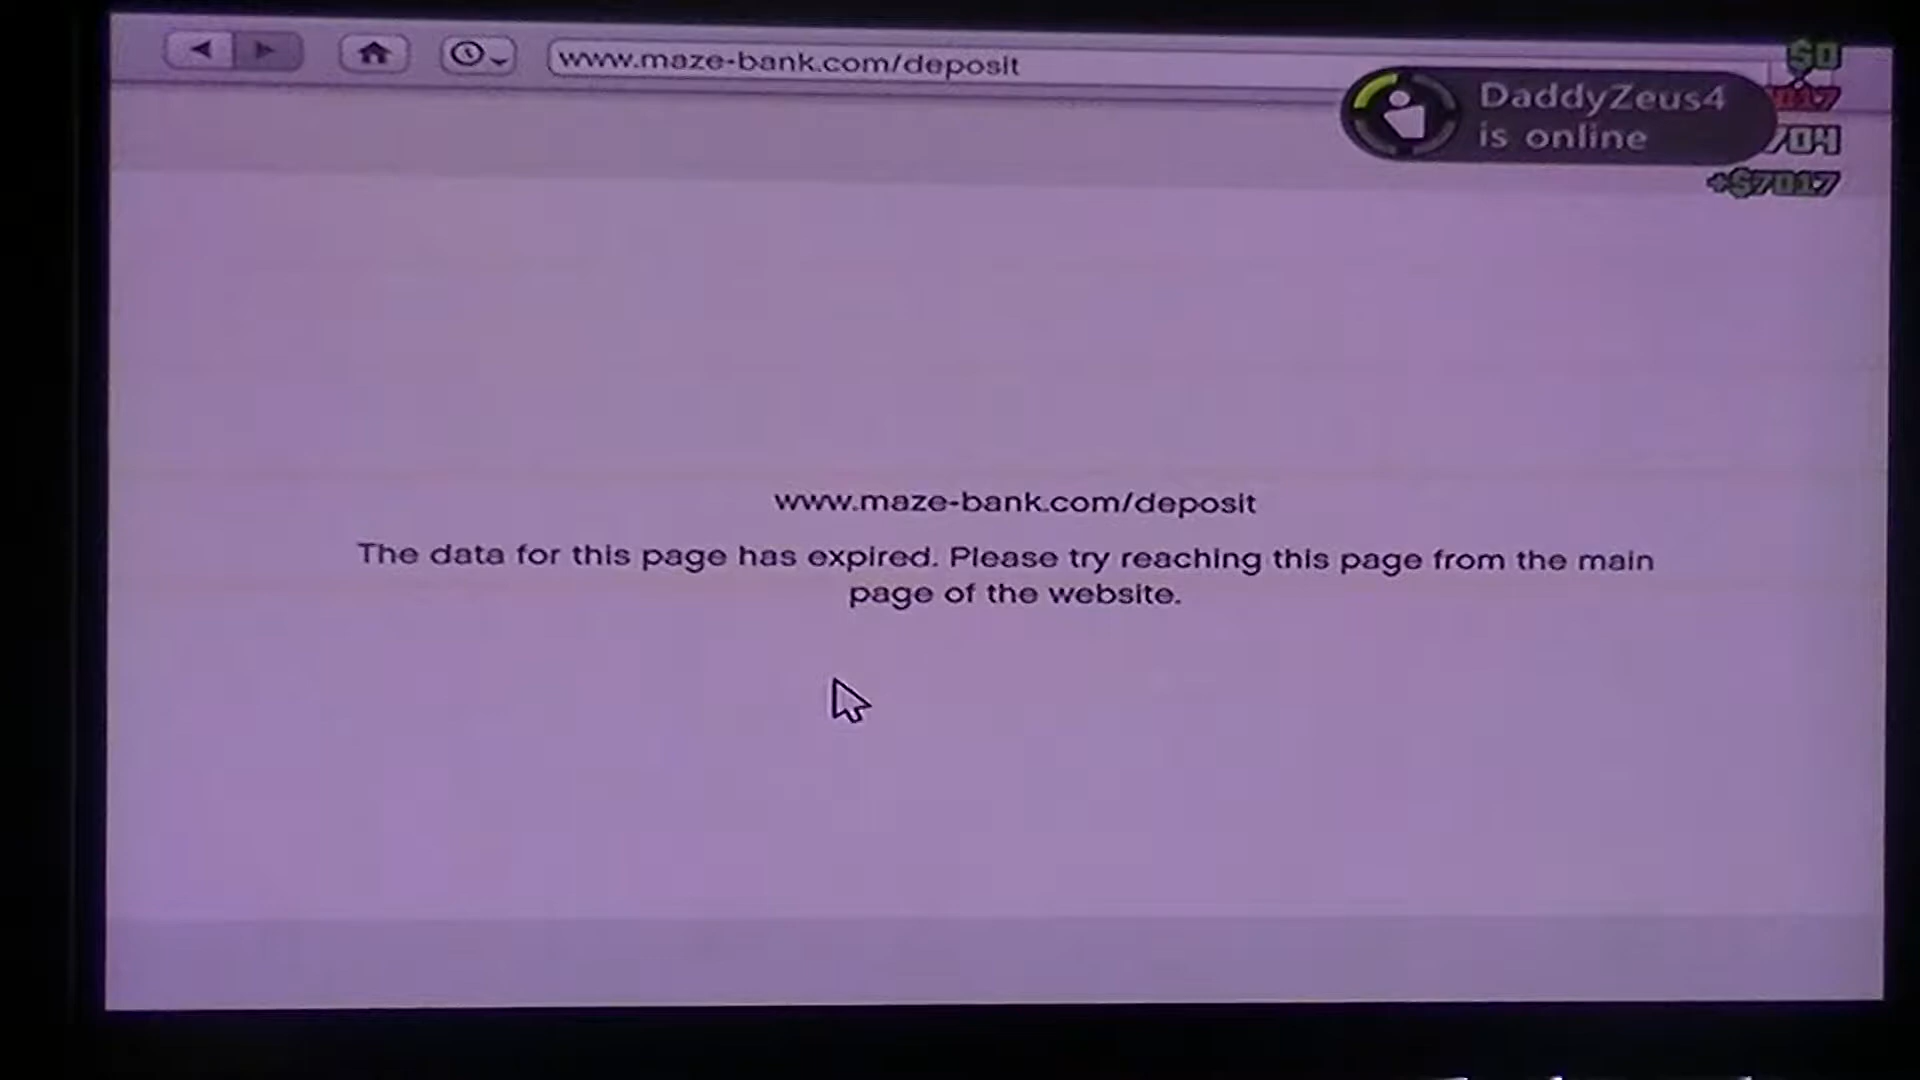 www.maze-bank.com/deposit
$0
DaddyZeus4
is online
+$7017
www.maze-bank.com/deposit
The data for this page has expired. Please try reaching this page from the main
page of the website.